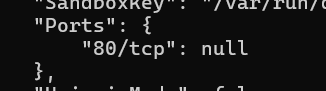 "SandboxKey": "/var/run/
"Ports": {
"80/tcp": null
},